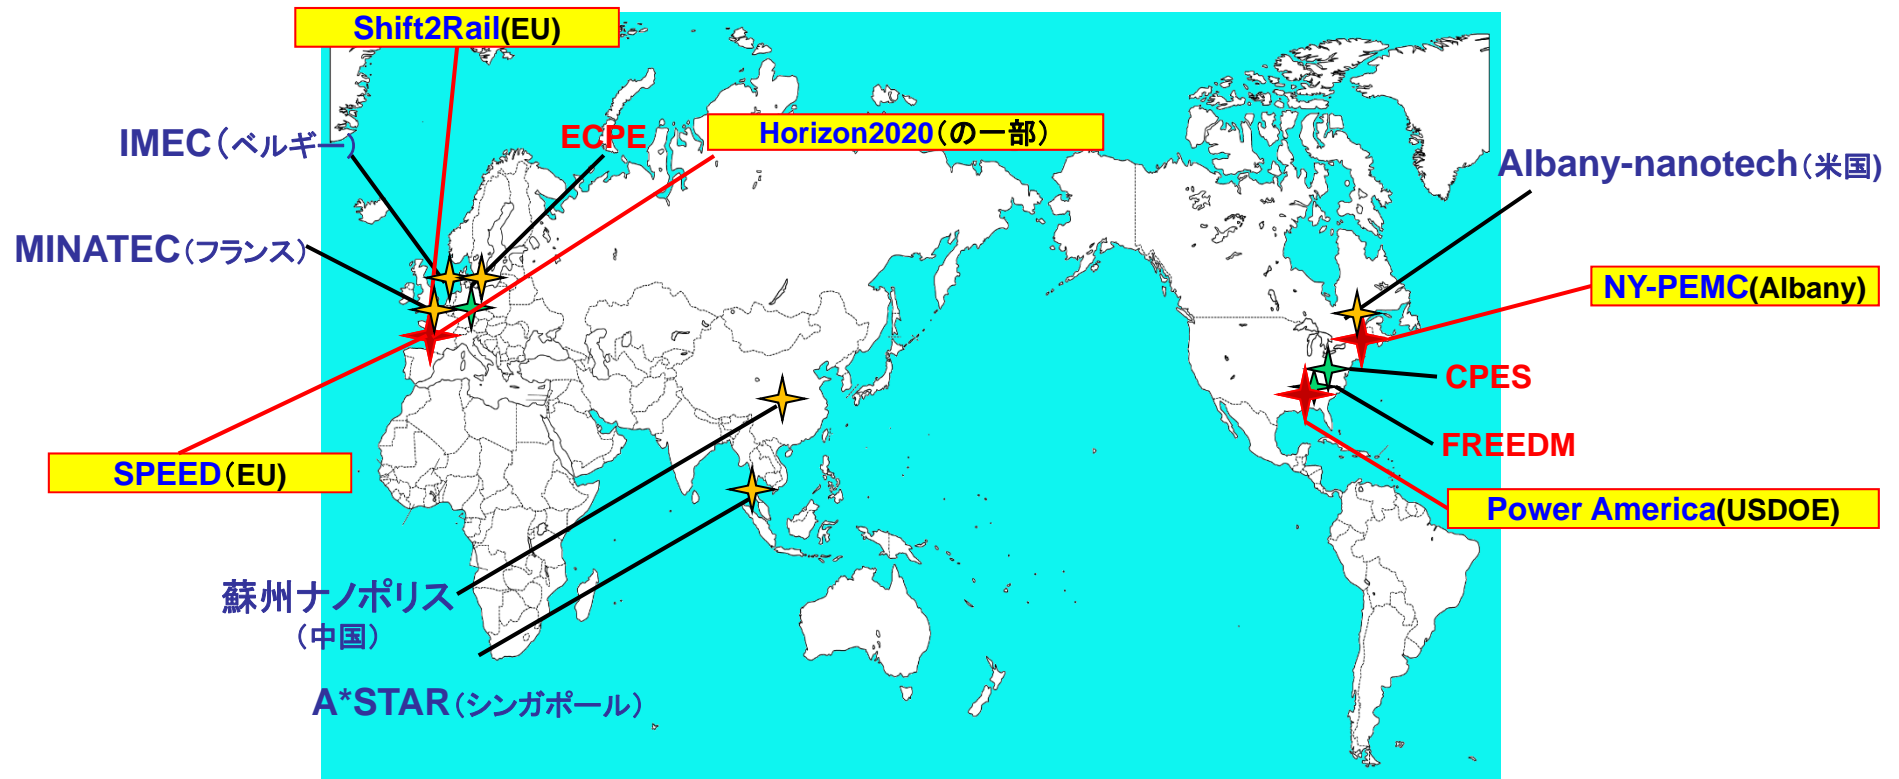 Shift2Rail(EU)
IMEC（ベルギー）
ECPE
Horizon2020（の一部）
Albany-nanotech（米国)
MINATEC（フランス）
NY-PEMC(Albany)
CPES
FREEDM
SPEED（EU)
Power America(USDOE)
蘇州ナノポリス
（中国）
A*STAR（シンガポール）